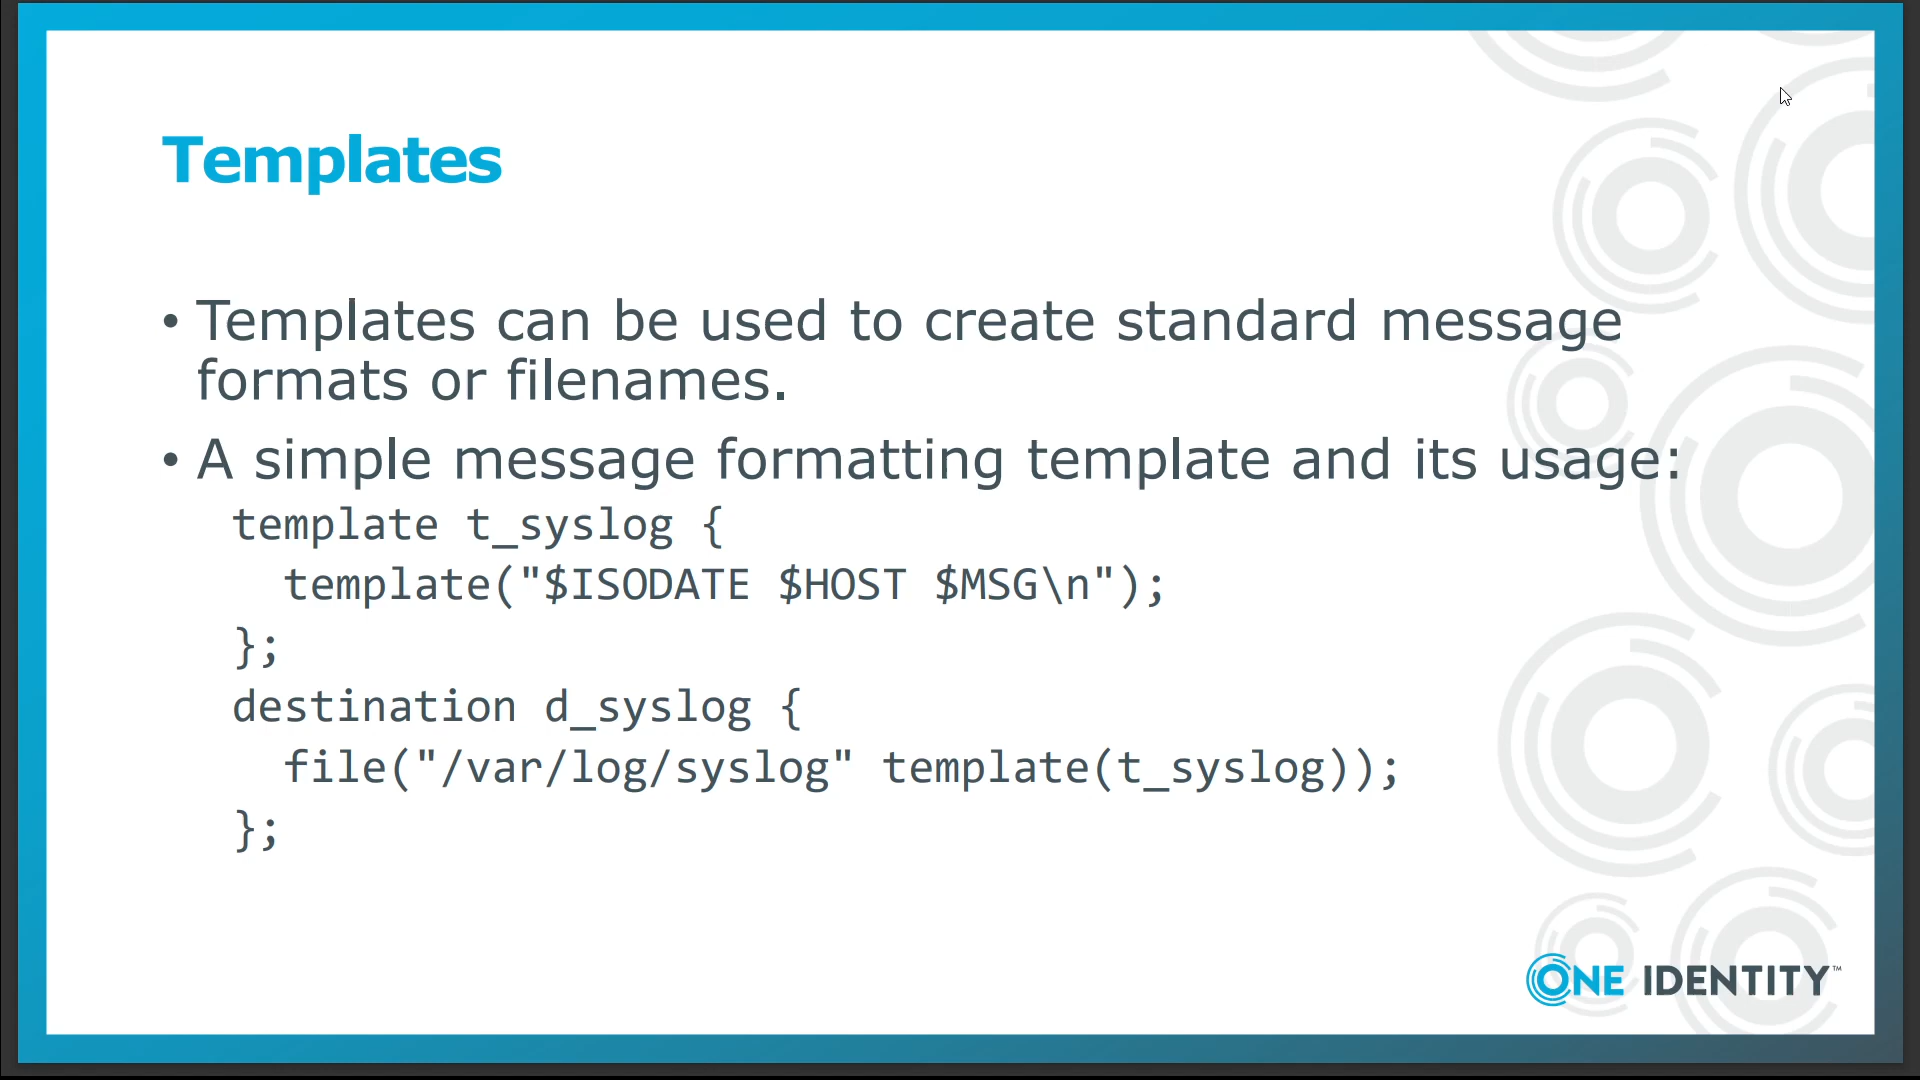 Templates
• Templates can be used to create standard message
formats or filenames.
• A simple message formatting template and its usage:
template t_syslog {
  template("$ISODATE $HOST $MSG\n");
};
destination d_syslog {
  file("/var/log/syslog" template(t_syslog));
};
ONE IDENTITY™